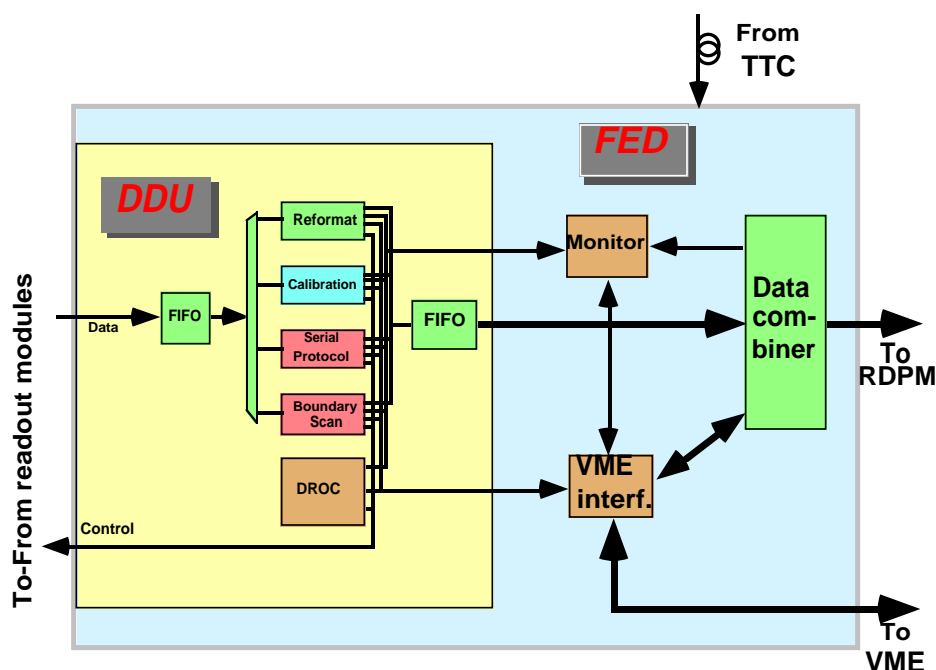 From
TTC
FED
DDU
Reformat
Monitor
Calibration
Data
com-
biner
FIFO
FIFO
Data
Serial
Protocol
To
RDPM
Boundary
Scan
VME
interf.
DROC
Control
To-From readout modules
To
VME